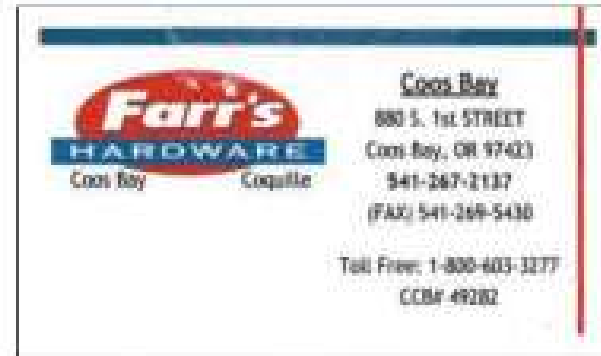 Farr's
HARDWARE
Coos Bay Coquille
Coos Bay
880 S. 1st STREET
Coos Bay, OR 97423
541-267-2137
(FAX) 541-269-5430
Toll Free: 1-800-603-3277
CCB# 49282